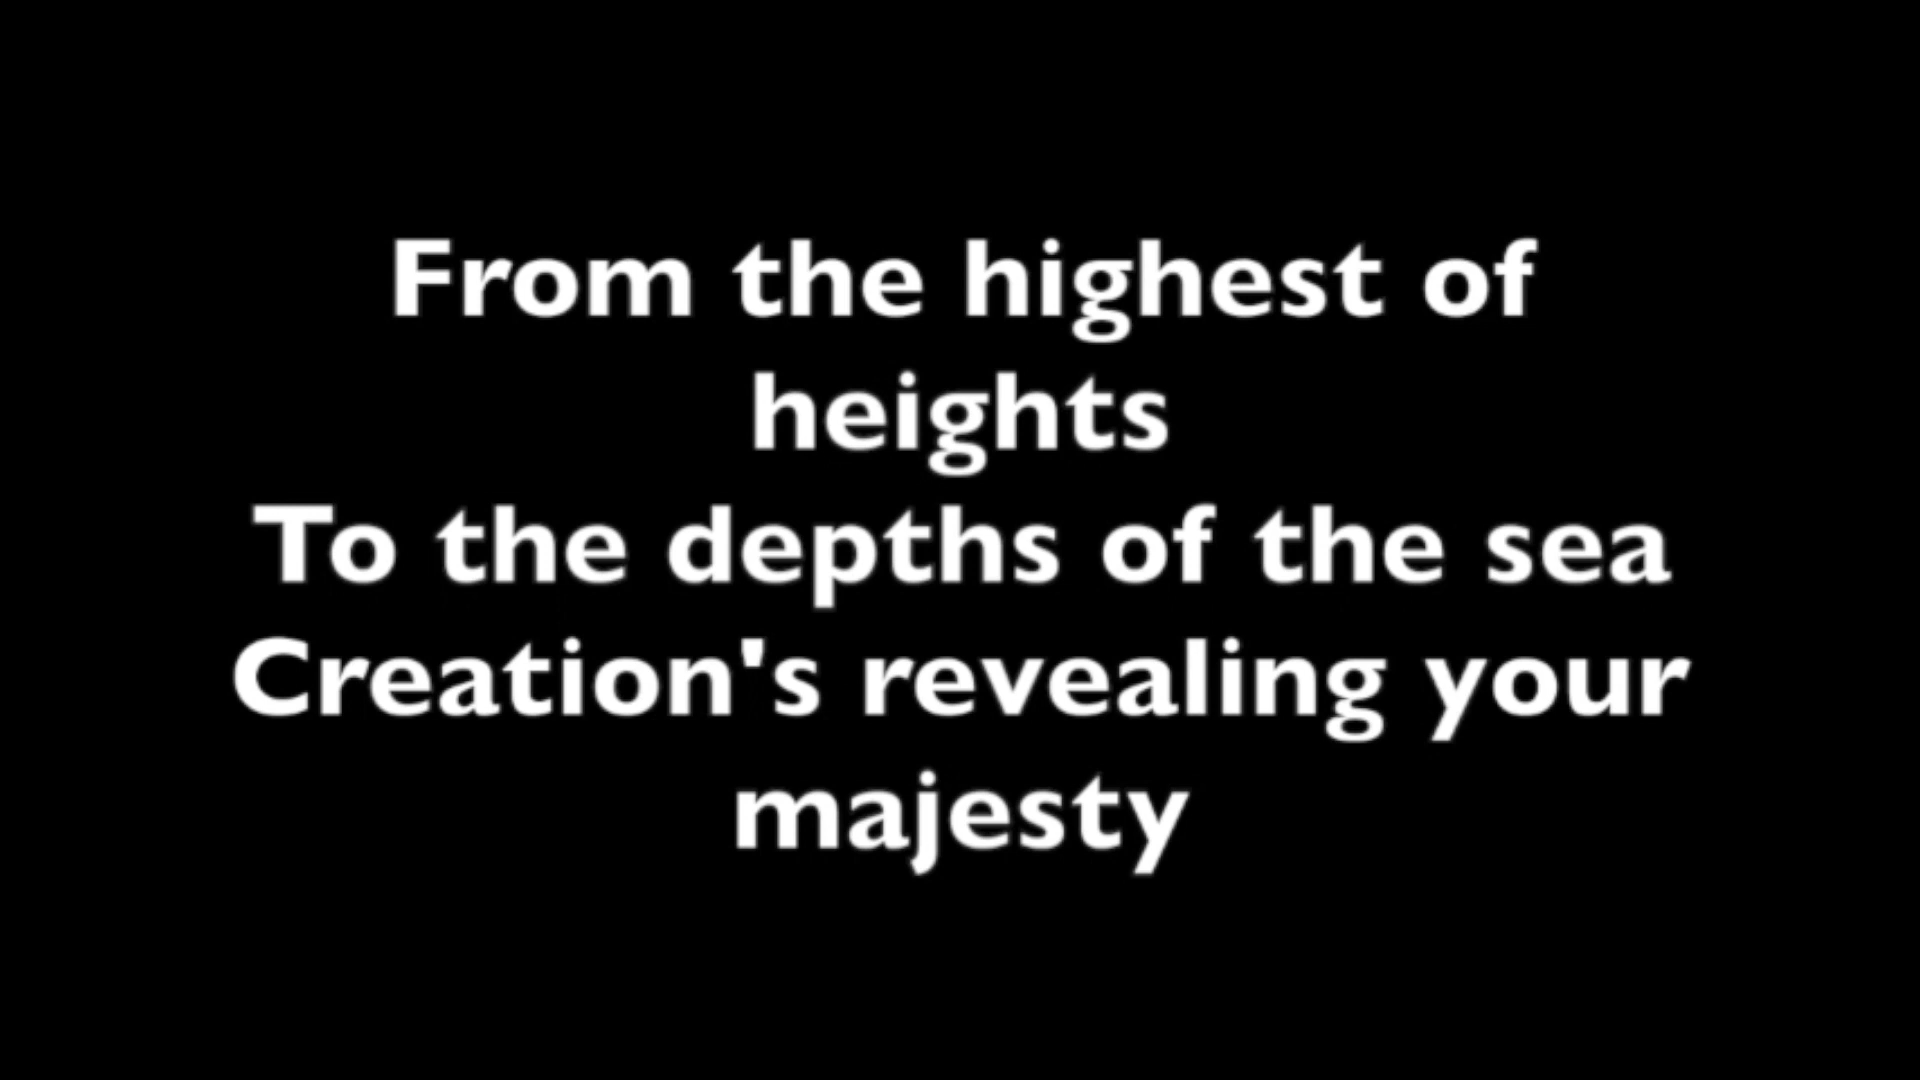 From the highest of
heights
To the depths of the sea
Creation's revealing your
majesty